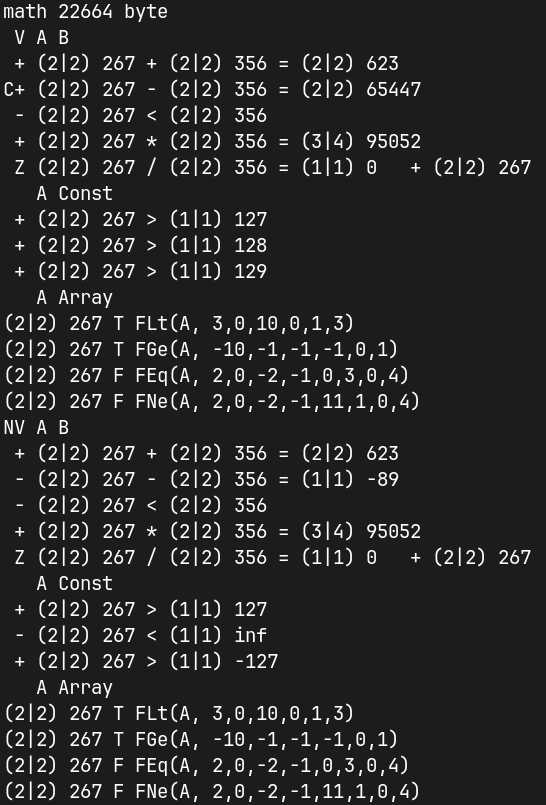 math 22664 byte
 V A B
 + (2|2) 267 + (2|2) 356 = (2|2) 623
C+ (2|2) 267 - (2|2) 356 = (2|2) 65447
 - (2|2) 267 < (2|2) 356
 + (2|2) 267 * (2|2) 356 = (3|4) 95052
 Z (2|2) 267 / (2|2) 356 = (1|1) 0   + (2|2) 267
   A Const
 + (2|2) 267 > (1|1) 127
 + (2|2) 267 > (1|1) 128
 + (2|2) 267 > (1|1) 129
   A Array
(2|2) 267 T FLt(A, 3,0,10,0,1,3)
(2|2) 267 T FGe(A, -10,-1,-1,-1,0,1)
(2|2) 267 F FEq(A, 2,0,-2,-1,0,3,0,4)
(2|2) 267 F FNe(A, 2,0,-2,-1,11,1,0,4)
NV A B
 + (2|2) 267 + (2|2) 356 = (2|2) 623
 - (2|2) 267 - (2|2) 356 = (1|1) -89
 - (2|2) 267 < (2|2) 356
 + (2|2) 267 * (2|2) 356 = (3|4) 95052
 Z (2|2) 267 / (2|2) 356 = (1|1) 0   + (2|2) 267
   A Const
 + (2|2) 267 > (1|1) 127
 - (2|2) 267 < (1|1) inf
 + (2|2) 267 > (1|1) -127
   A Array
(2|2) 267 T FLt(A, 3,0,10,0,1,3)
(2|2) 267 T FGe(A, -10,-1,-1,-1,0,1)
(2|2) 267 F FEq(A, 2,0,-2,-1,0,3,0,4)
(2|2) 267 F FNe(A, 2,0,-2,-1,11,1,0,4)